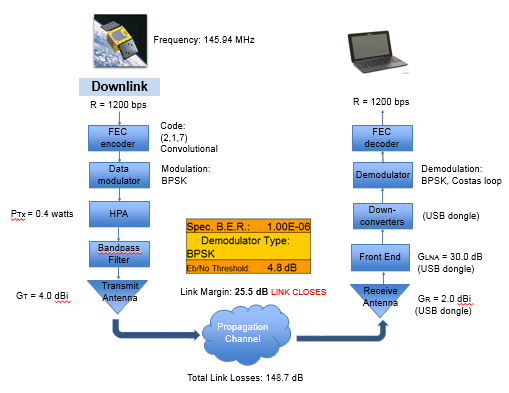 Frequency: 145.94 MHz
Downlink
R = 1200 bps
FEC
encoder
Code:
(2,1,7)
Convolutional
Data
modulator
Modulation:
BPSK
PTx = 0.4 watts
HPA
Bandpass
Filter
GT = 4.0 dBi
Transmit
Antenna
Spec. B.E.R.: 1.00E-06
Demodulator Type:
BPSK
Eb/No Threshold: 4.8 dB
Link Margin: 25.5 dB LINK CLOSES
Propagation
Channel
Total Link Losses: 148.7 dB
R = 1200 bps
FEC
decoder
Demodulator
Demodulation:
BPSK, Costas loop
Down-
converters
(USB dongle)
Front End
GLNA = 30.0 dB
(USB dongle)
Receive
Antenna
GR = 2.0 dBi
(USB dongle)